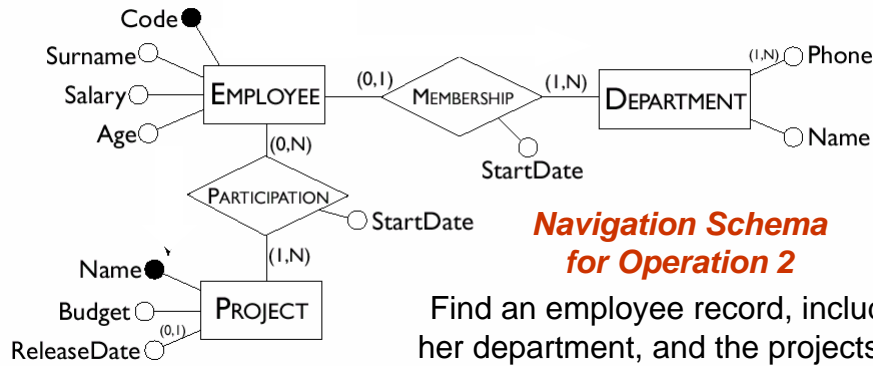 Code
Surname
Salary
Age
EMPLOYEE
(0,1)
MEMBERSHIP
(1,N)
DEPARTMENT
(1,N)
Phone
Name
StartDate
(0,N)
PARTICIPATION
StartDate
(1,N)
Name
Budget
(0,1)
ReleaseDate
PROJECT
Navigation Schema
for Operation 2
Find an employee record, includ
her department, and the projects